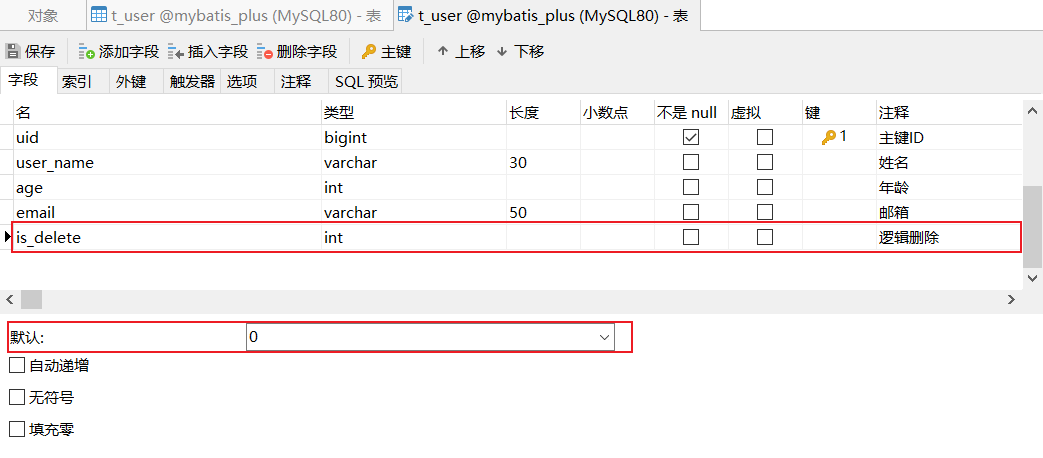 对象 t_user @mybatis_plus (MySQL80) - 表 t_user @mybatis_plus (MySQL80) - 表
保存 添加字段 插入字段 删除字段 主键 上移 下移
字段 索引 外键 触发器 选项 注释 SQL 预览
名 类型 长度 小数点 不是 null 虚拟 键 注释
uid bigint 1 主键ID
user_name varchar 30 姓名
age int 年龄
email varchar 50 邮箱
is_delete int 逻辑删除
默认: 0
自动递增
无符号
填充零